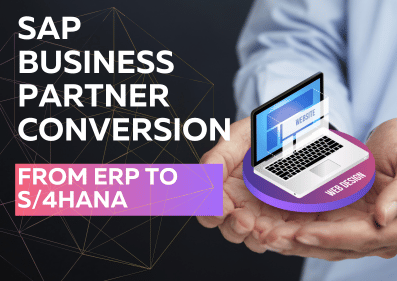 SAP
BUSINESS
PARTNER
CONVERSION
FROM ERP TO
S/4HANA
WEBSITE
WEB DESIGN